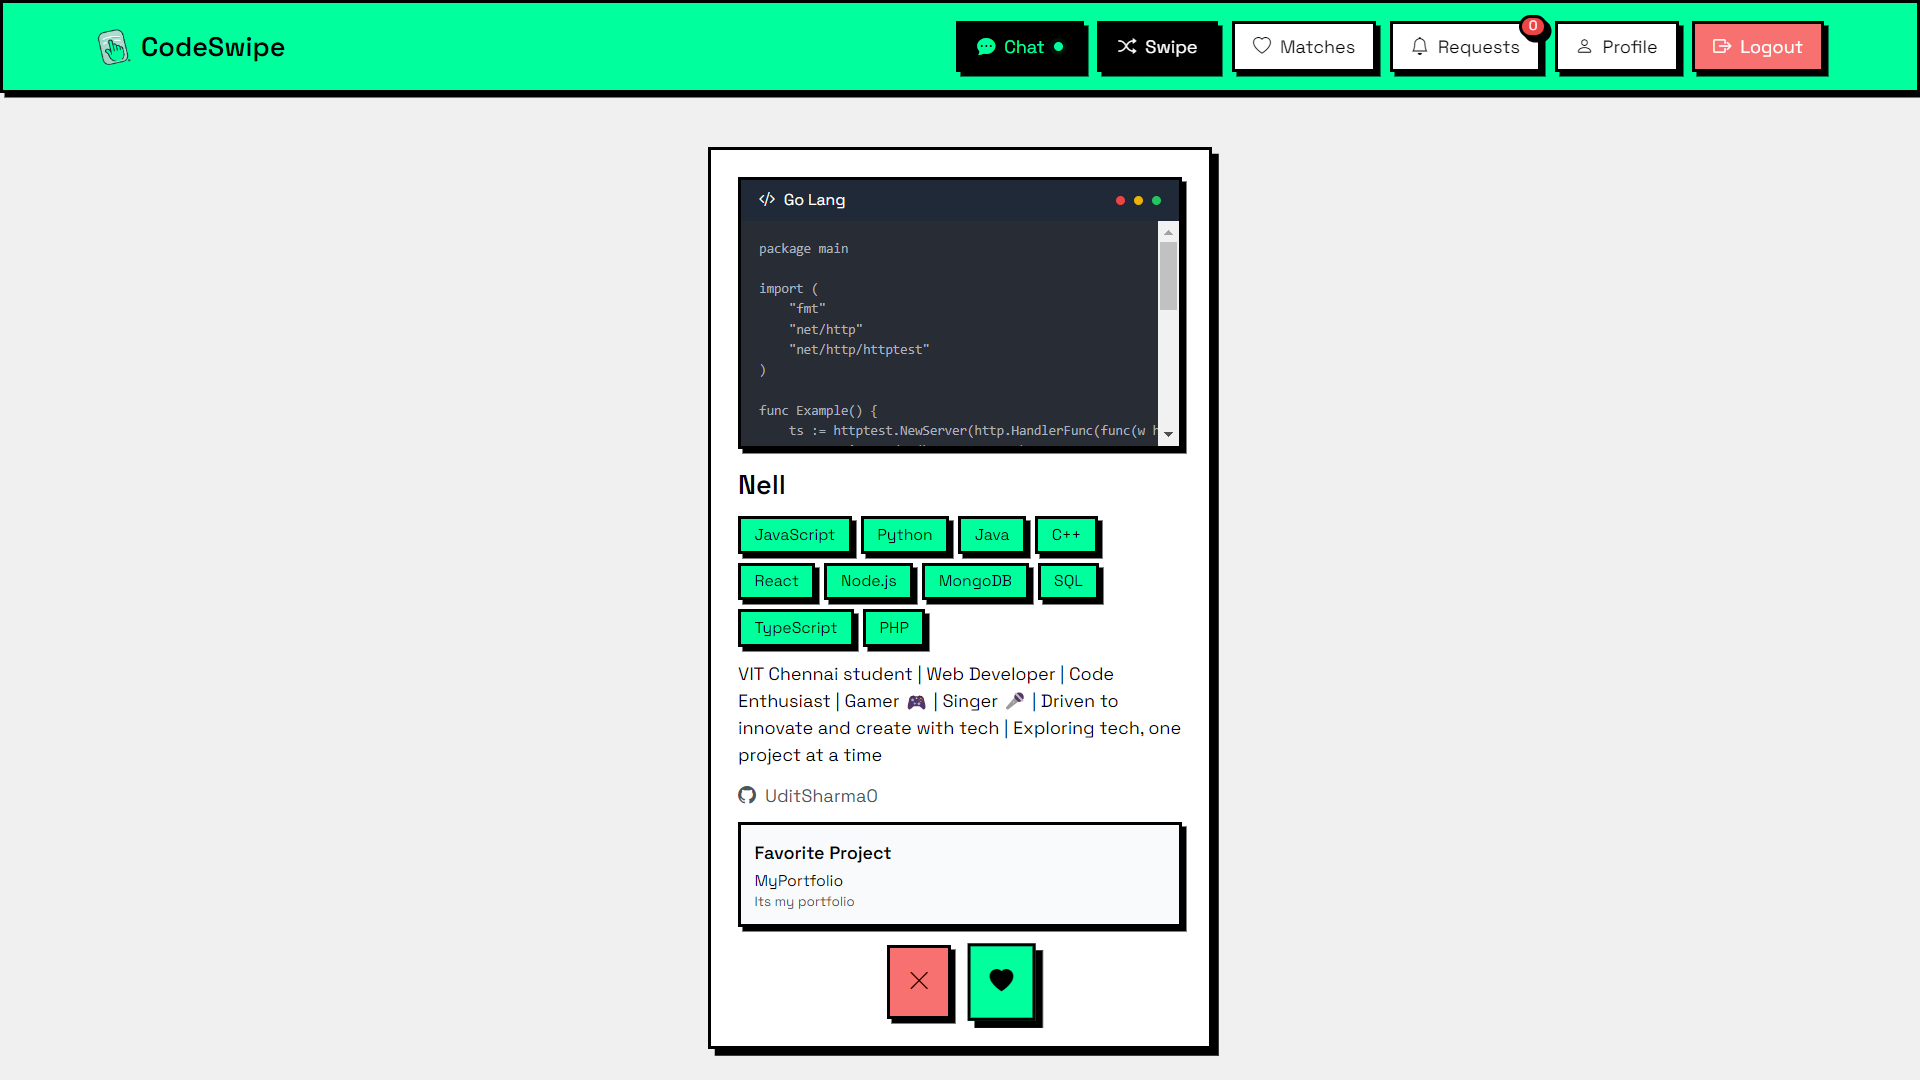 CodeSwipe
Chat
Swipe
Matches
Requests
0
Profile
Logout
</> Go Lang
package main
import (
"fmt"
"net/http"
"net/http/httptest"
)
func Example() {
ts := httptest.NewServer(http.HandlerFunc(func(w h
Nell
JavaScript Python Java C++
React Node.js MongoDB SQL
TypeScript PHP
VIT Chennai student | Web Developer | Code
Enthusiast | Gamer 🎮 | Singer 🎤 | Driven to
innovate and create with tech | Exploring tech, one
project at a time
UditSharma0
Favorite Project
MyPortfolio
Its my portfolio